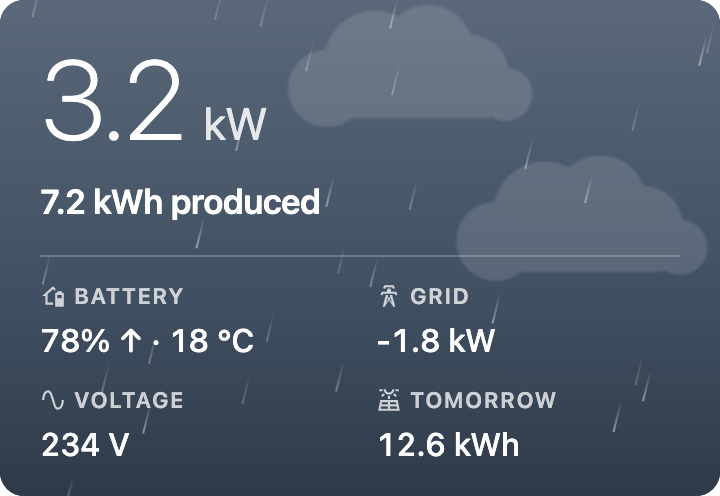 3.2 kW
7.2 kWh produced
BATTERY
78% ↑ · 18 °C
GRID
-1.8 kW
VOLTAGE
234 V
TOMORROW
12.6 kWh